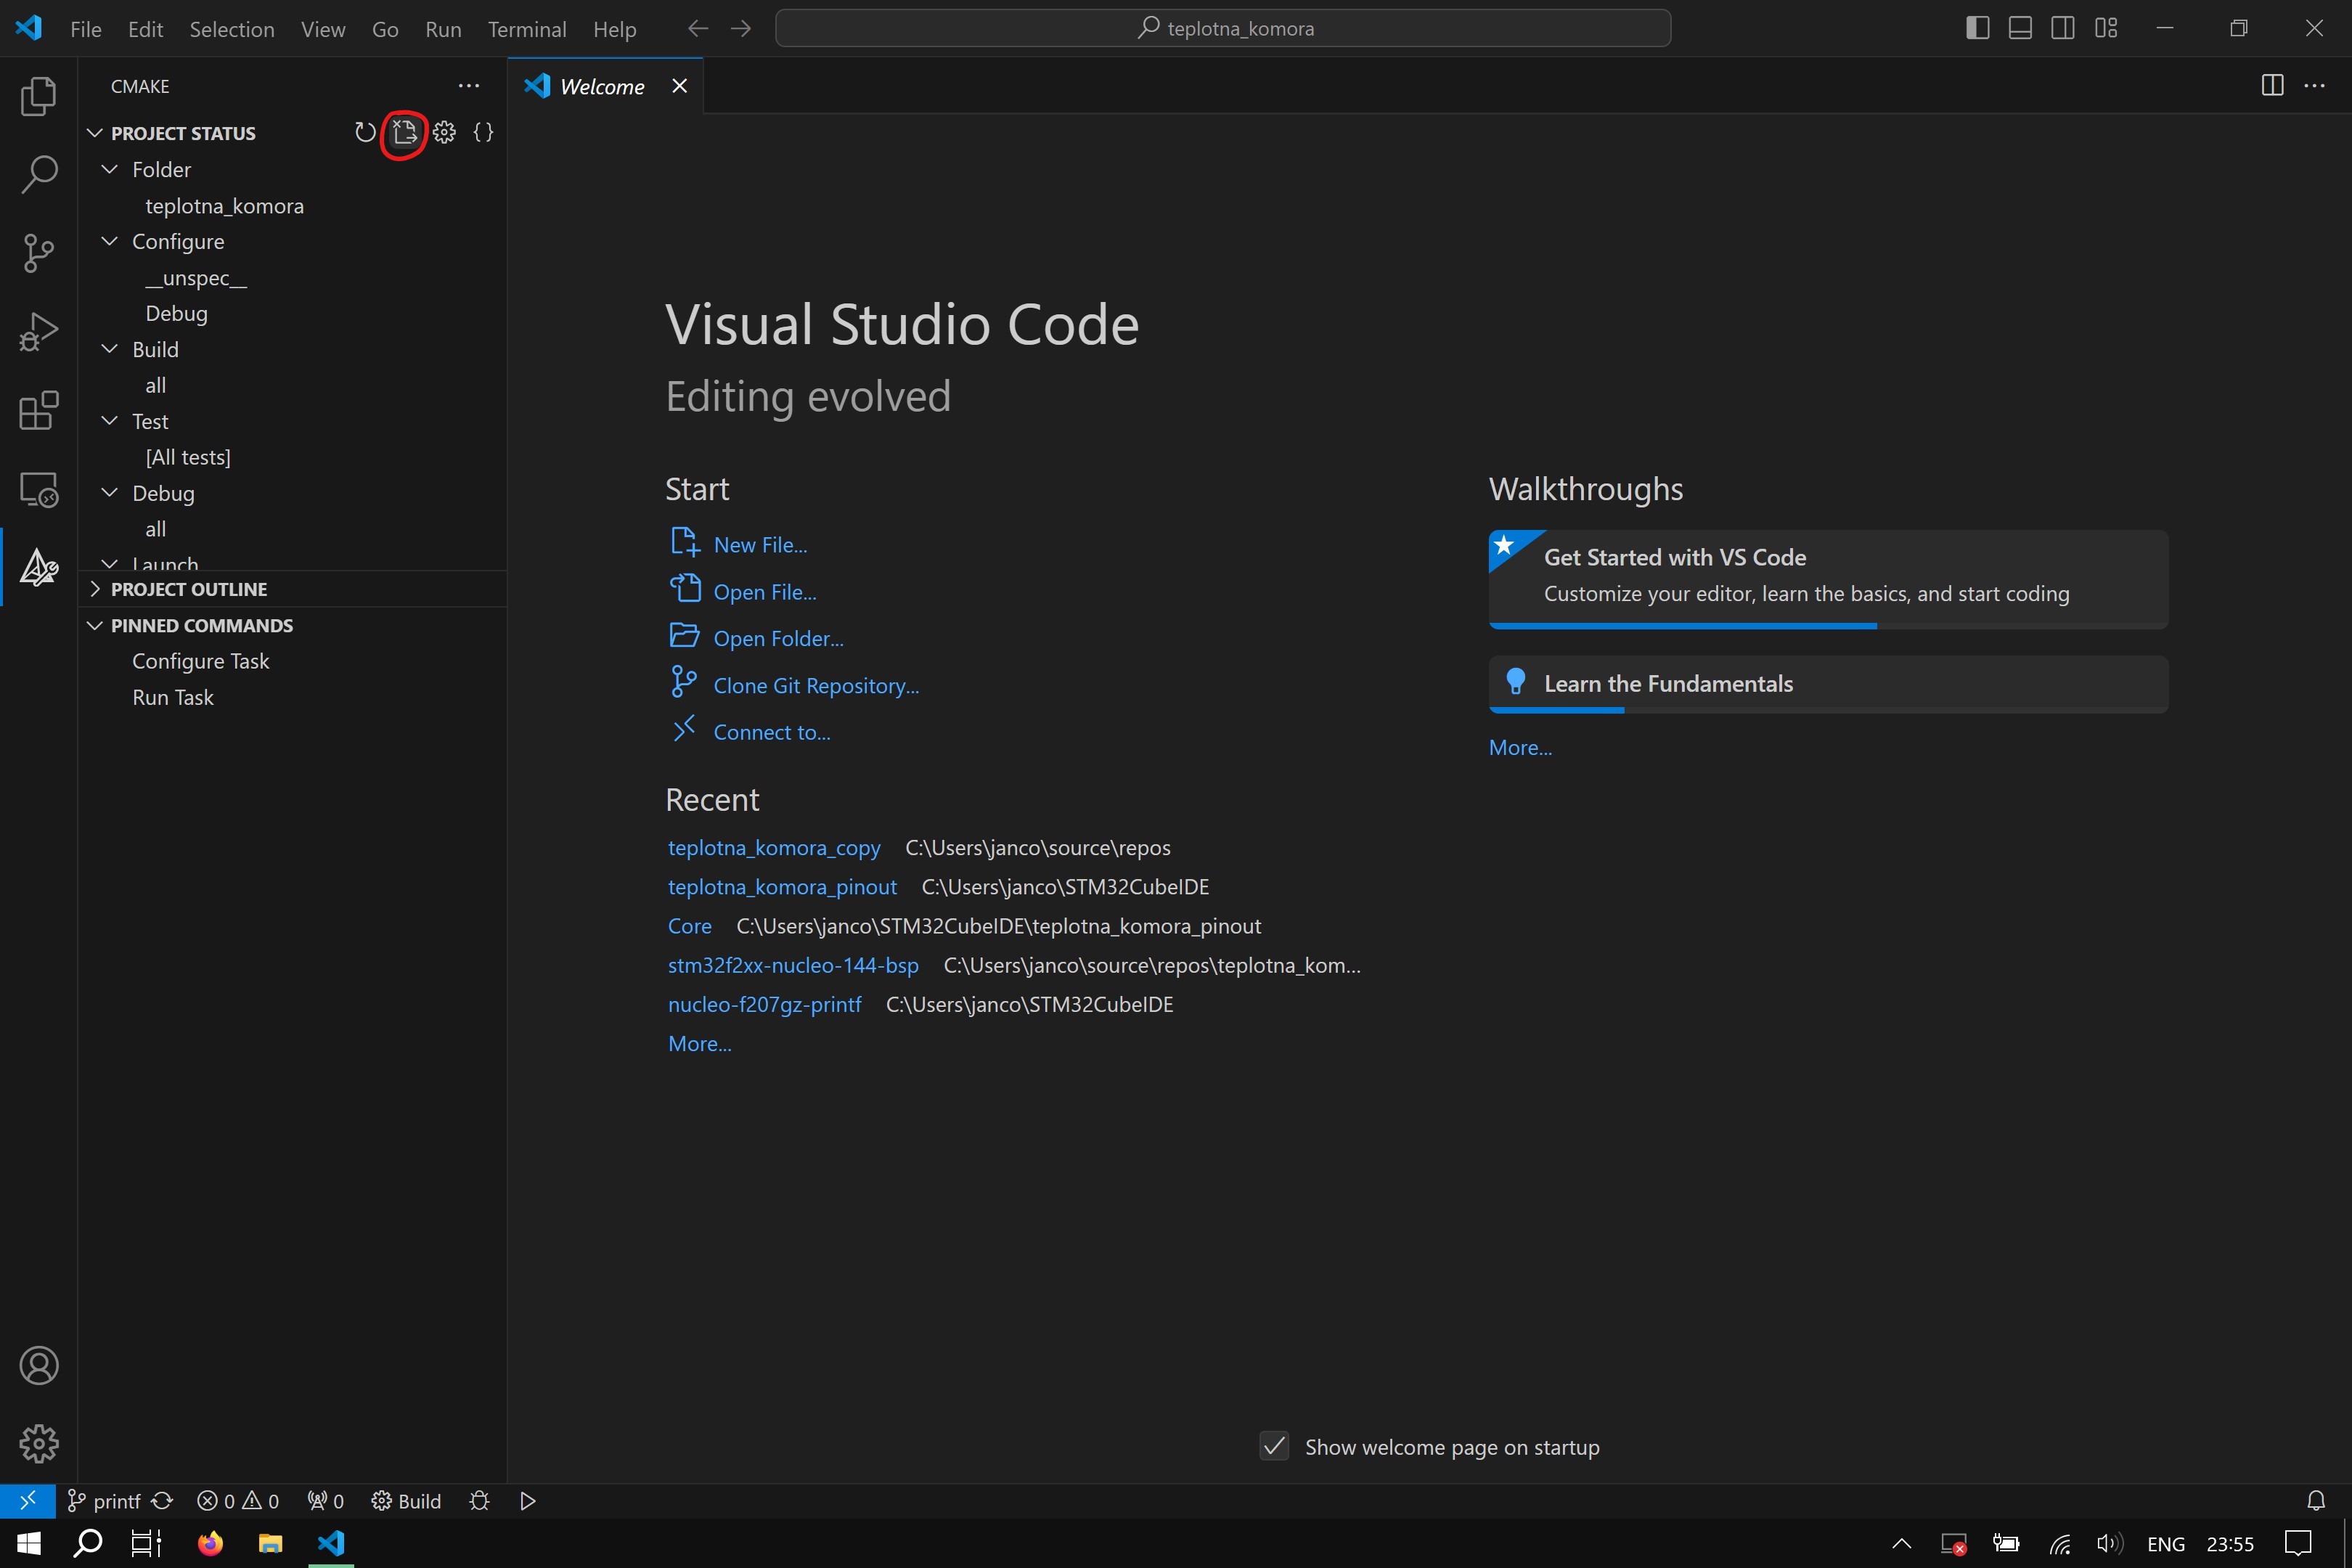 File Edit Selection View Go Run Terminal Help teplotna_komora
CMAKE
Welcome
PROJECT STATUS
Folder
teplotna_komora
Configure
__unspec__
Debug
Build
all
Test
[All tests]
Debug
all
Launch
PROJECT OUTLINE
PINNED COMMANDS
Configure Task
Run Task
Visual Studio Code
Editing evolved
Start
New File...
Open File...
Open Folder...
Clone Git Repository...
Connect to...
Recent
teplotna_komora_copy C:\Users\janco\source\repos
teplotna_komora_pinout C:\Users\janco\STM32CubeIDE
Core C:\Users\janco\STM32CubeIDE\teplotna_komora_pinout
stm32f2xx-nucleo-144-bsp C:\Users\janco\source\repos\teplotna_kom...
nucleo-f207gz-printf C:\Users\janco\STM32CubeIDE
More...
Walkthroughs
Get Started with VS Code
Customize your editor, learn the basics, and start coding
Learn the Fundamentals
More...
Show welcome page on startup
printf 0 0 0 Build
ENG 23:55